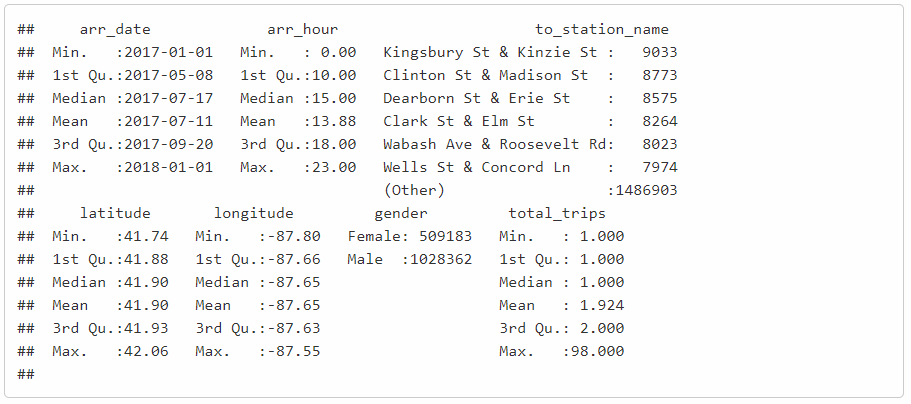 ##     arr_date             arr_hour                     to_station_name
##  Min.   :2017-01-01   Min.   : 0.00   Kingsbury St & Kinzie St :   9033
##  1st Qu.:2017-05-08   1st Qu.:10.00   Clinton St & Madison St  :   8773
##  Median :2017-07-17   Median :15.00   Dearborn St & Erie St    :   8575
##  Mean   :2017-07-11   Mean   :13.88   Clark St & Elm St        :   8264
##  3rd Qu.:2017-09-20   3rd Qu.:18.00   Wabash Ave & Roosevelt Rd:   8023
##  Max.   :2018-01-01   Max.   :23.00   Wells St & Concord Ln    :   7974
##                                       (Other)                  :1486903
##     latitude       longitude         gender         total_trips
##  Min.   :41.74   Min.   :-87.80   Female: 509183   Min.   : 1.000
##  1st Qu.:41.88   1st Qu.:-87.66   Male  :1028362   1st Qu.: 1.000
##  Median :41.90   Median :-87.65                    Median : 1.000
##  Mean   :41.90   Mean   :-87.65                    Mean   : 1.924
##  3rd Qu.:41.93   3rd Qu.:-87.63                    3rd Qu.: 2.000
##  Max.   :42.06   Max.   :-87.55                    Max.   :98.000
##